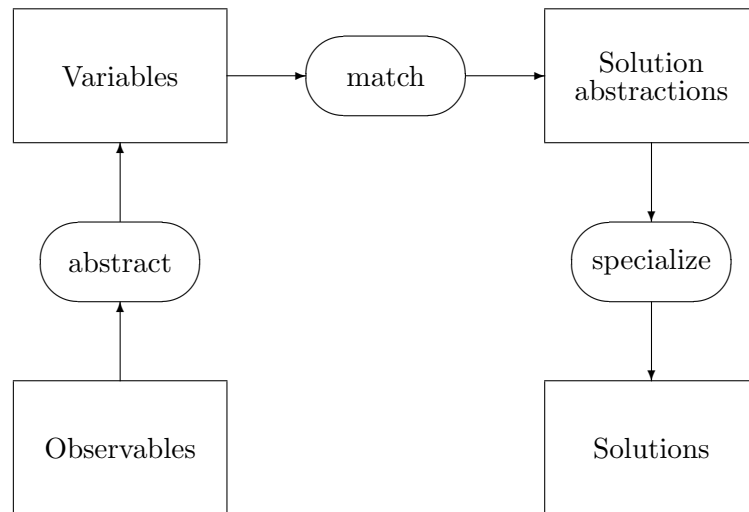 Variables
match
Solution
abstractions
abstract
specialize
Observables
Solutions